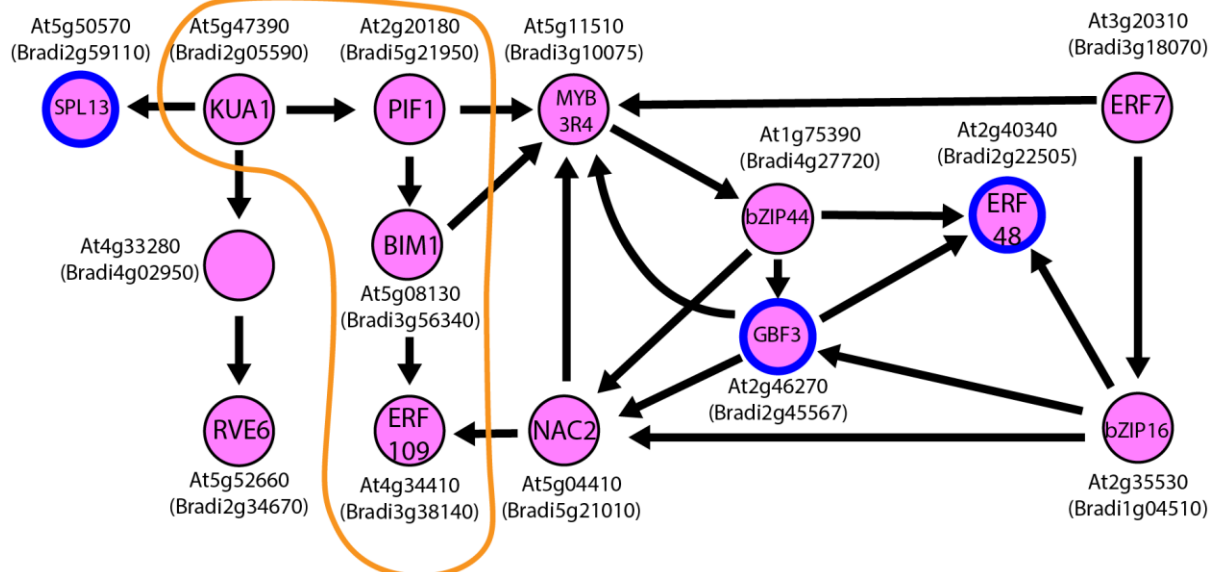 At5g50570
(Bradi2g59110)
SPL13
At5g47390
(Bradi2g05590)
KUA1
At2g20180
(Bradi5g21950)
PIF1
At5g11510
(Bradi3g10075)
MYB
3R4
At3g20310
(Bradi3g18070)
ERF7
At1g75390
(Bradi4g27720)
bZIP44
At2g40340
(Bradi2g22505)
ERF
48
At4g33280
(Bradi4g02950)
BIM1
At5g08130
(Bradi3g56340)
GBF3
At2g46270
(Bradi2g45567)
RVE6
At5g52660
(Bradi2g34670)
ERF
109
At4g34410
(Bradi3g38140)
NAC2
At5g04410
(Bradi5g21010)
bZIP16
At2g35530
(Bradi1g04510)